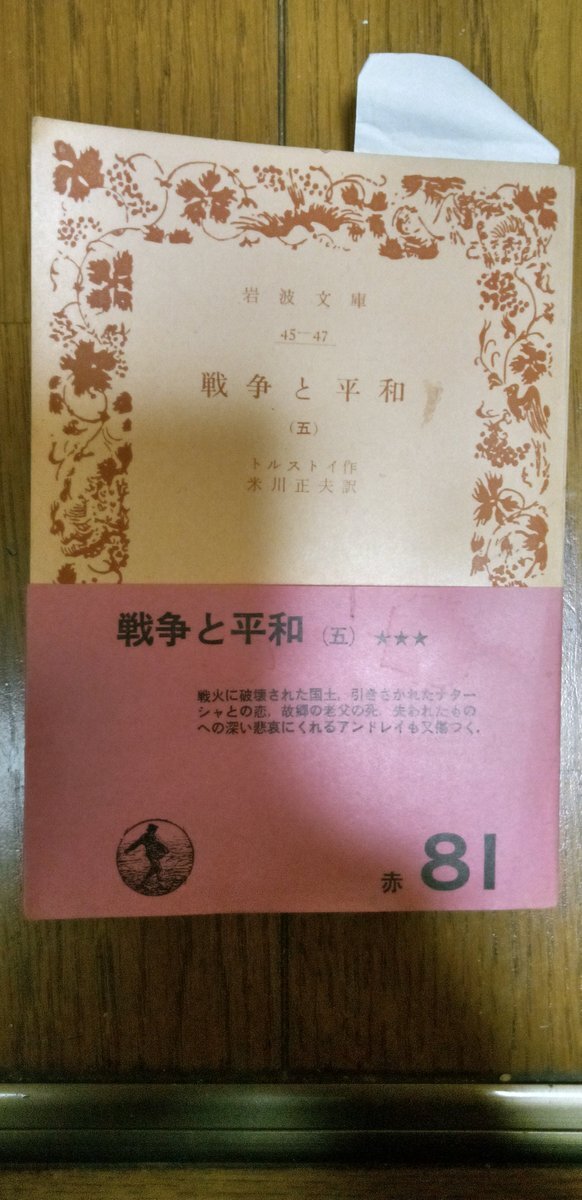 岩波文庫
45—47
戦争と平和
(五)
トルストイ作
米川正夫訳
戦争と平和(五)★★★
戦火に破壊された国土，引きさかれたナター
シャとの恋，故郷の老父の死，失われたもの
への深い悲哀にくれるアンドレイも又傷つく．
赤 81